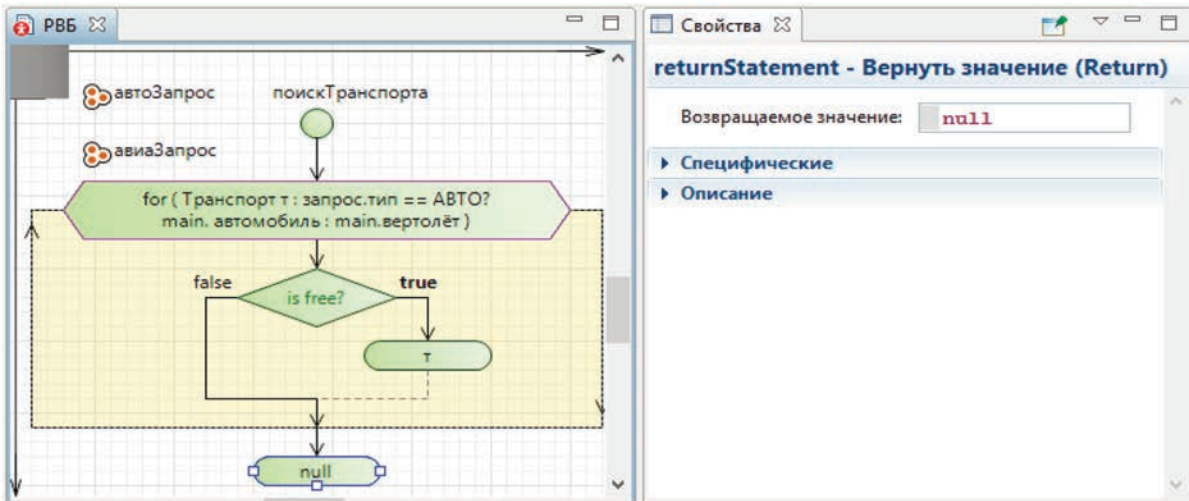 РВБ
автоЗапрос
поискТранспорта
авиаЗапрос
for ( Транспорт т : запрос.тип == АВТО?
main. автомобиль : main.вертолёт )
false
true
is free?
т
null
Свойства
returnStatement - Вернуть значение (Return)
Возвращаемое значение:
null
Специфические
Описание